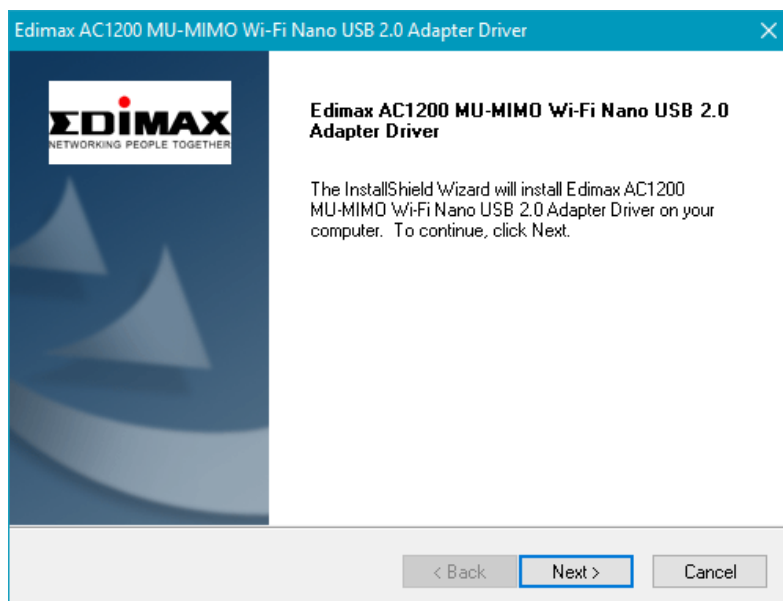 Edimax AC1200 MU-MIMO Wi-Fi Nano USB 2.0 Adapter Driver
EDIMAX
NETWORKING PEOPLE TOGETHER
Edimax AC1200 MU-MIMO Wi-Fi Nano USB 2.0
Adapter Driver
The InstallShield Wizard will install Edimax AC1200
MU-MIMO Wi-Fi Nano USB 2.0 Adapter Driver on your
computer.  To continue, click Next.
< Back
Next >
Cancel